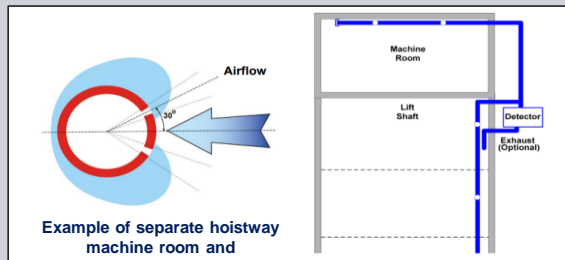 Airflow
30°
Example of separate hoistway
machine room and
Machine
Room
Lift
Shaft
Detector
Exhaust
(Optional)